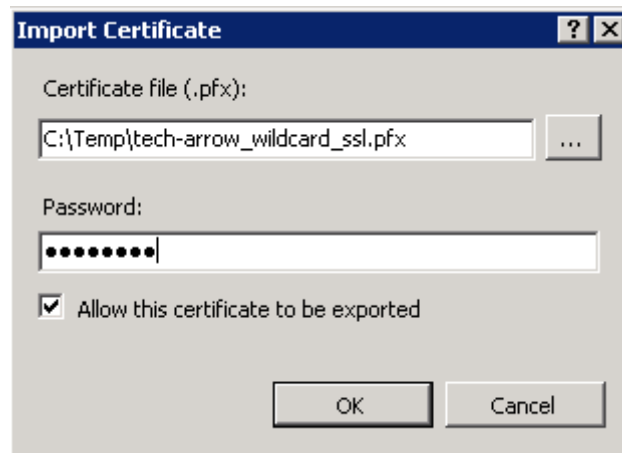 Import Certificate
Certificate file (.pfx):
C:\Temp\tech-arrow_wildcard_ssl.pfx
...
Password:
●●●●●●●●
Allow this certificate to be exported
OK
Cancel